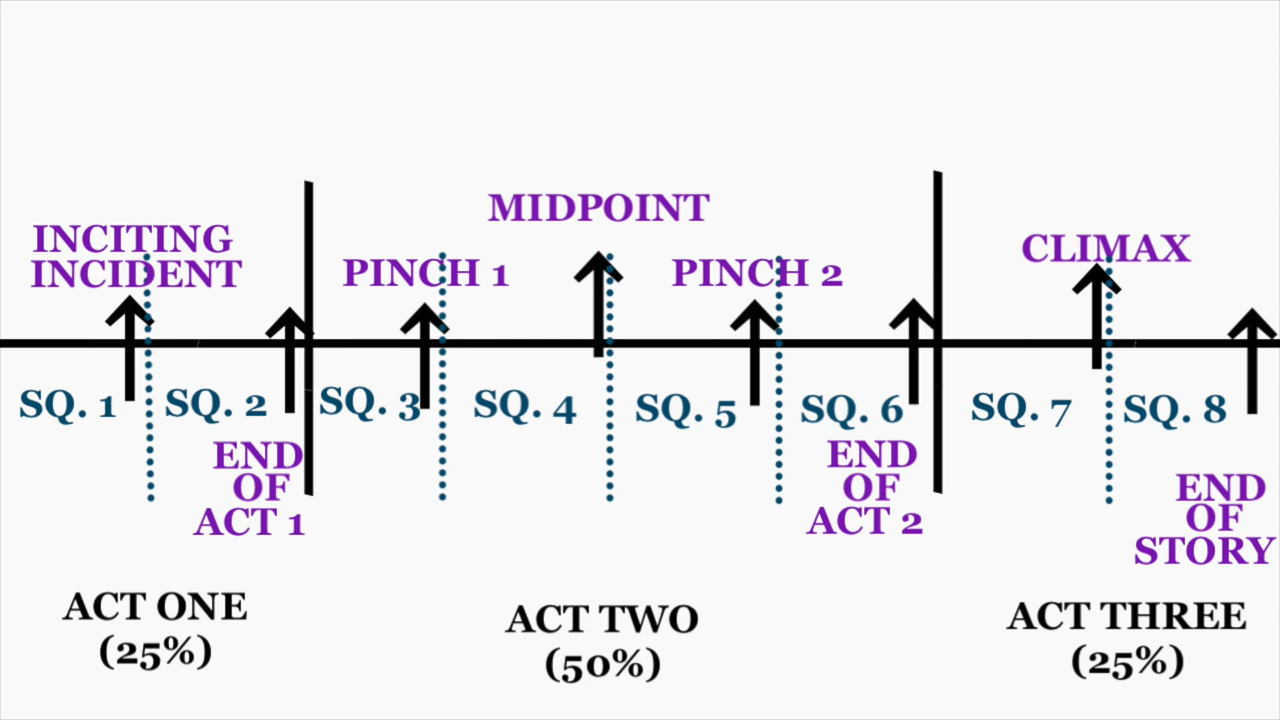 MIDPOINT
INCITING
INCIDENT
CLIMAX
PINCH 1
PINCH 2
SQ. 1
SQ. 2
SQ. 3
SQ. 4
SQ. 5
SQ. 6
SQ. 7
SQ. 8
END
OF
ACT 1
END
OF
ACT 2
END
OF
STORY
ACT ONE
(25%)
ACT TWO
(50%)
ACT THREE
(25%)